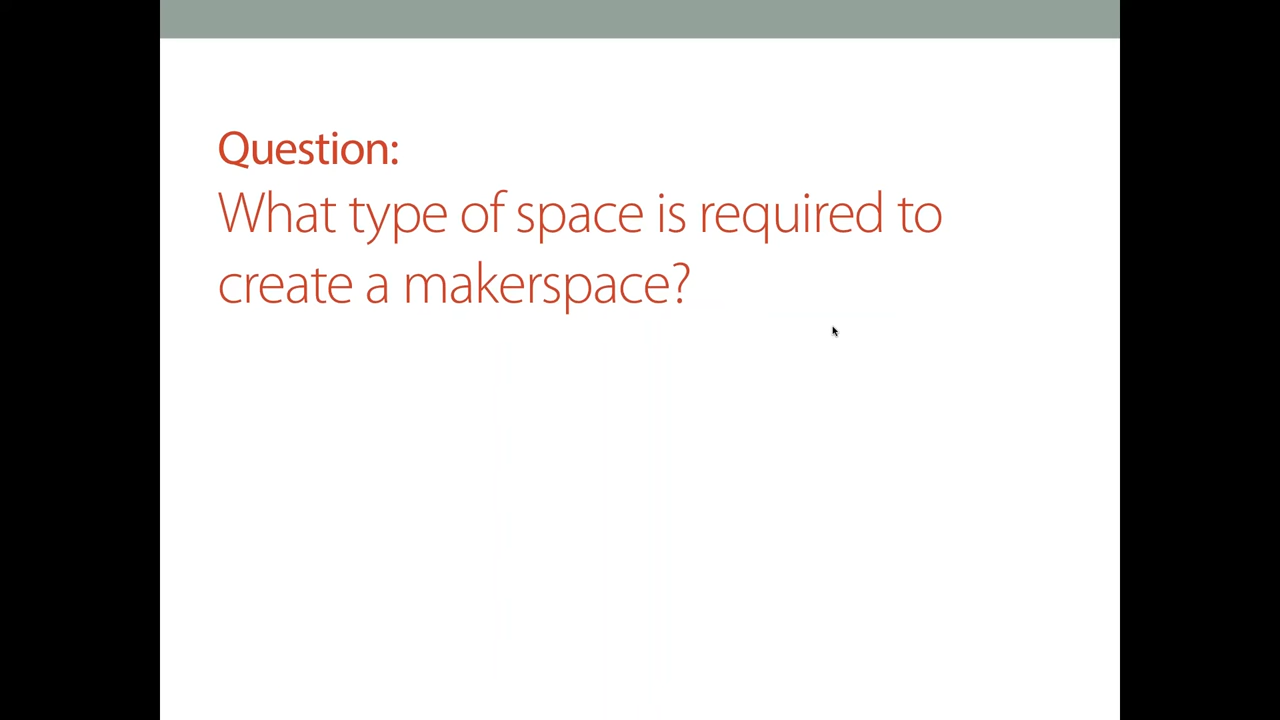 Question:
What type of space is required to
create a makerspace?